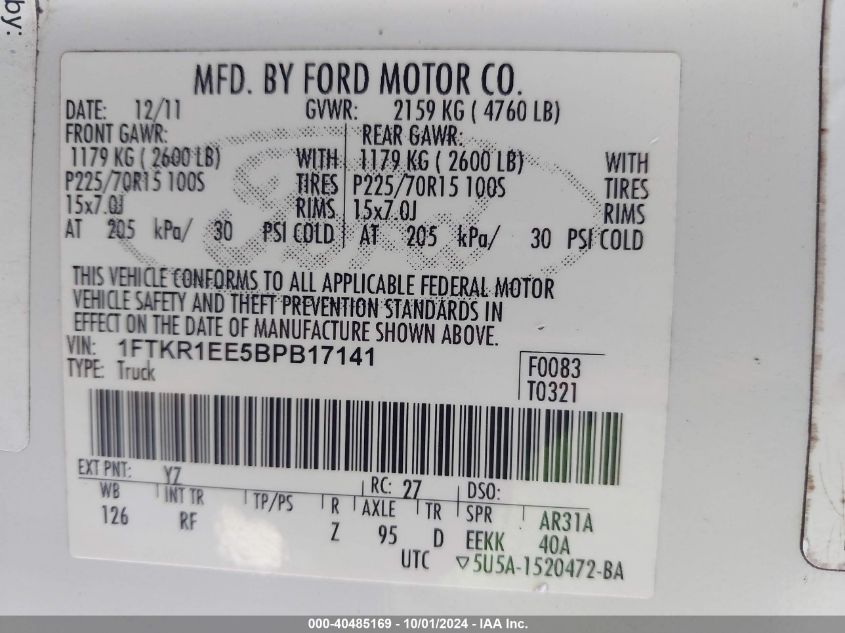 by:
MFD. BY FORD MOTOR CO.
DATE: 12/11 GVWR: 2159 KG ( 4760 LB)
FRONT GAWR: REAR GAWR:
1179 KG ( 2600 LB) WITH 1179 KG ( 2600 LB) WITH
P225/70R15 100S TIRES P225/70R15 100S TIRES
15x7.0J RIMS 15x7.0J RIMS
AT 205 kPa/ 30 PSI COLD AT 205 kPa/ 30 PSI COLD
THIS VEHICLE CONFORMS TO ALL APPLICABLE FEDERAL MOTOR
VEHICLE SAFETY AND THEFT PREVENTION STANDARDS IN
EFFECT ON THE DATE OF MANUFACTURE SHOWN ABOVE.
VIN: 1FTKR1EE5BPB17141
TYPE: Truck
F0083
T0321
EXT PNT: YZ RC: 27 DSO:
WB INT TR TP/PS R AXLE TR SPR AR31A
126 RF Z 95 D EEKK 40A
UTC ▽5U5A-1520472-BA
000-40485169 - 10/01/2024 - IAA Inc.